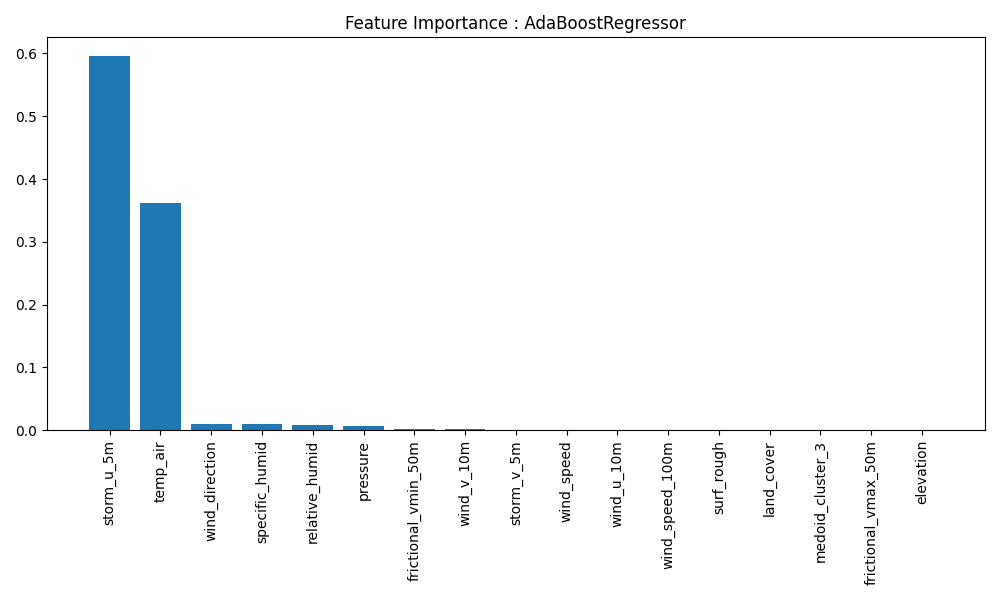 Feature Importance : AdaBoostRegressor
0.6
0.5
0.4
0.3
0.2
0.1
0.0
storm_u_5m
temp_air
wind_direction
specific_humid
relative_humid
pressure
frictional_vmin_50m
wind_v_10m
storm_v_5m
wind_speed
wind_u_10m
wind_speed_100m
surf_rough
land_cover
medoid_cluster_3
frictional_vmax_50m
elevation